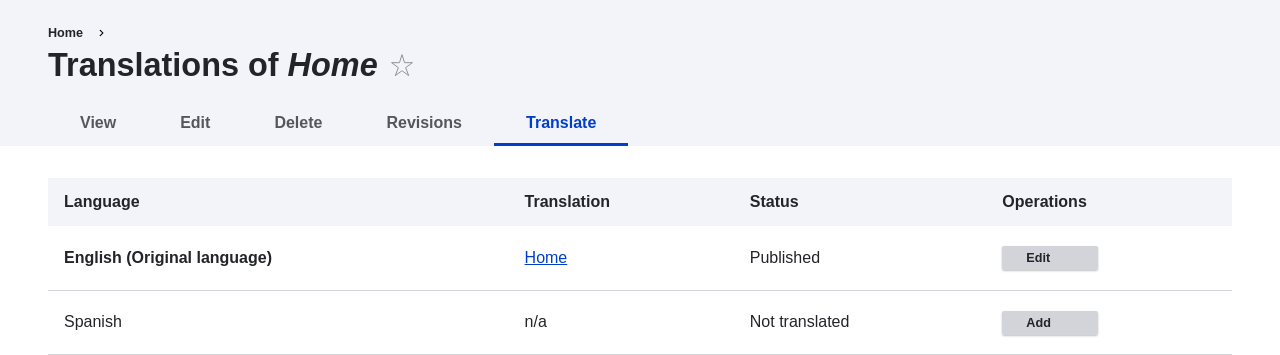 Home
Translations of Home
View Edit Delete Revisions Translate
Language Translation Status Operations
English (Original language) Home Published Edit
Spanish n/a Not translated Add